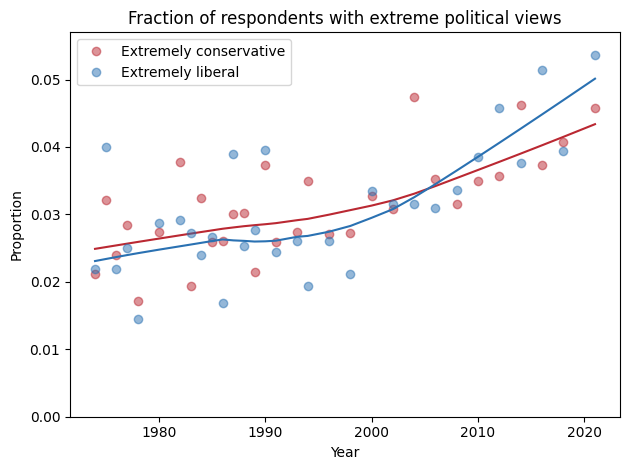 Fraction of respondents with extreme political views
Extremely conservative
Extremely liberal
0.05
0.04
0.03
0.02
0.01
0.00
Proportion
1980 1990 2000 2010 2020
Year